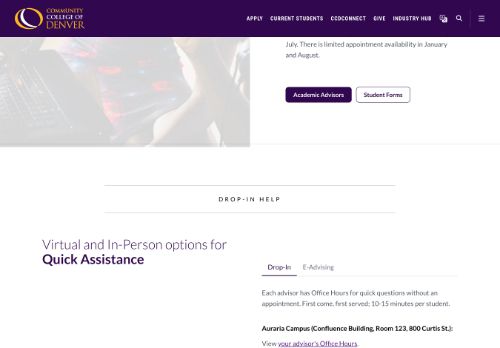 COMMUNITY
COLLEGE OF
DENVER
APPLY CURRENT STUDENTS CCDCONNECT GIVE INDUSTRY HUB
July. There is limited appointment availability in January
and August.
Academic Advisors Student Forms
DROP-IN HELP
Virtual and In-Person options for
Quick Assistance
Drop-In E-Advising
Each advisor has Office Hours for quick questions without an
appointment. First come, first served; 10-15 minutes per student.
Auraria Campus (Confluence Building, Room 123, 800 Curtis St.):
View your advisor's Office Hours.